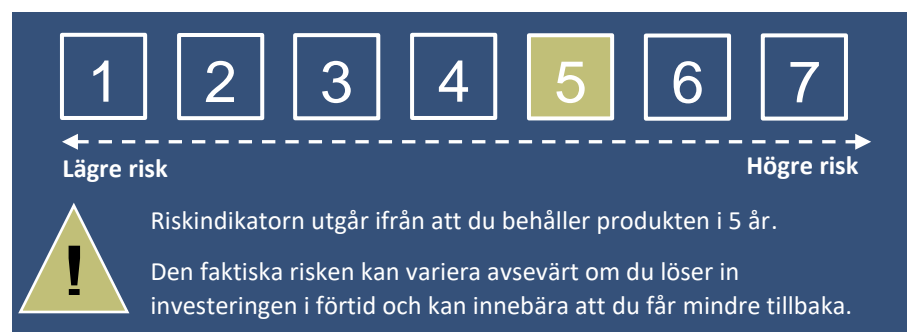 1 2 3 4 5 6 7
Lägre risk Högre risk
! Riskindikatorn utgår ifrån att du behåller produkten i 5 år.
Den faktiska risken kan variera avsevärt om du löser in
investeringen i förtid och kan innebära att du får mindre tillbaka.